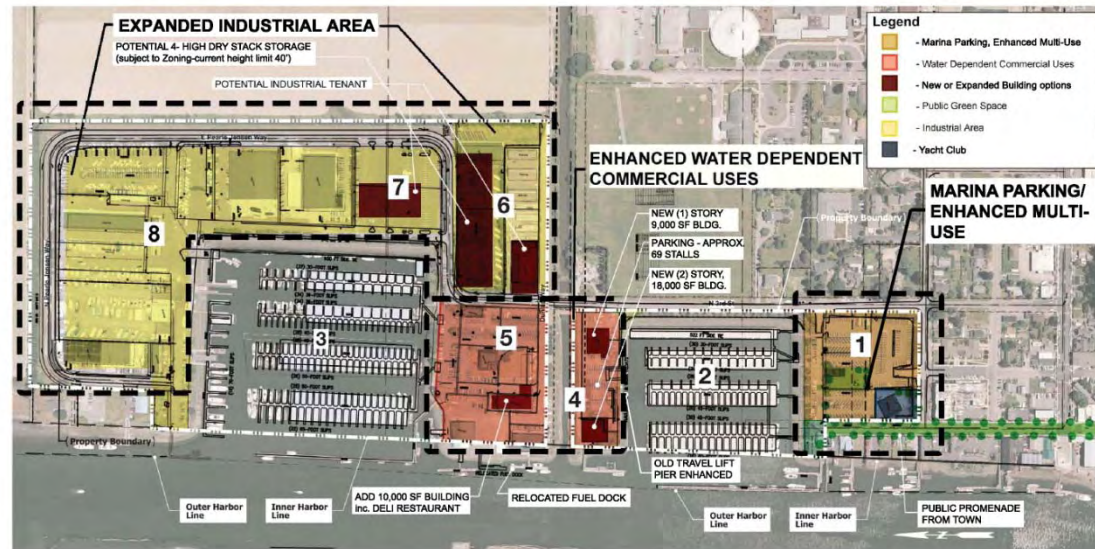 EXPANDED INDUSTRIAL AREA
POTENTIAL 4- HIGH DRY STACK STORAGE
(subject to Zoning-current height limit 40')
POTENTIAL INDUSTRIAL TENANT
Legend
- Marina Parking, Enhanced Multi-Use
- Water Dependent Commercial Uses
- New or Expanded Building options
- Public Green Space
- Industrial Area
- Yacht Club
ENHANCED WATER DEPENDENT
COMMERCIAL USES
MARINA PARKING/
ENHANCED MULTI-
USE
NEW (1) STORY
9,000 SF BLDG.
PARKING - APPROX.
69 STALLS
NEW (2) STORY,
18,000 SF BLDG.
(Property Boundary)
N 3rd St
8
7
6
3
5
4
2
1
(Property Boundary)
OLD TRAVEL LIFT
PIER ENHANCED
ADD 10,000 SF BUILDING
inc. DELI RESTAURANT
RELOCATED FUEL DOCK
Outer Harbor
Line
Inner Harbor
Line
Outer Harbor
Line
Inner Harbor
Line
PUBLIC PROMENADE
FROM TOWN